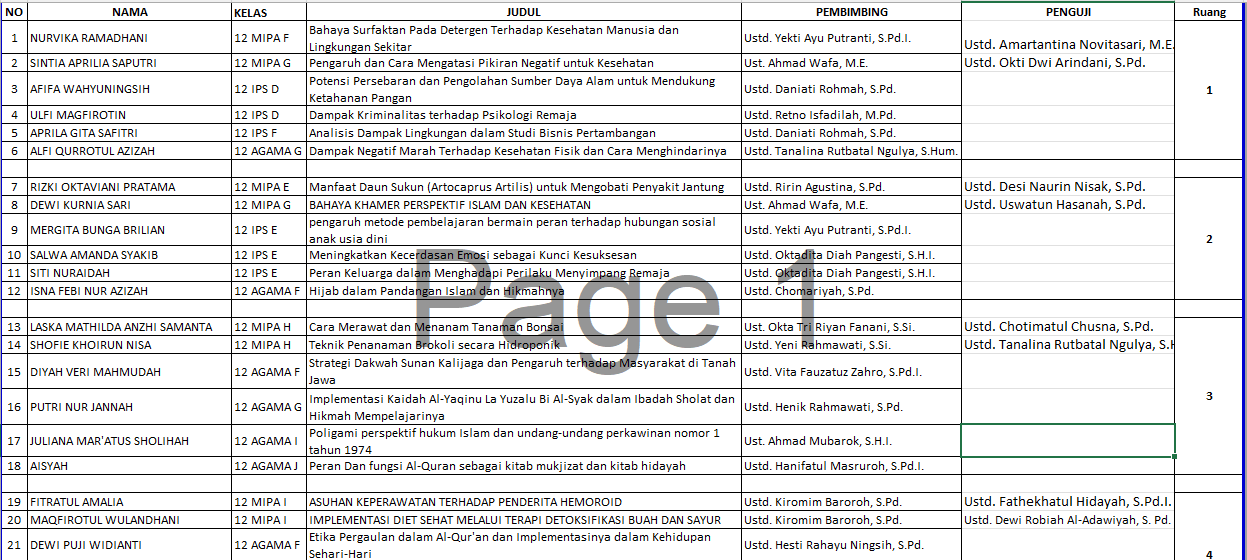 NO NAMA KELAS JUDUL PEMBIMBING PENGUJI Ruang
1 NURVIKA RAMADHANI 12 MIPA F Bahaya Surfaktan Pada Detergen Terhadap Kesehatan Manusia dan
Lingkungan Sekitar Ustd. Yekti Ayu Putranti, S.Pd.I. Ustd. Amartantina Novitasari, M.E.
2 SINTIA APRILIA SAPUTRI 12 MIPA G Pengaruh dan Cara Mengatasi Pikiran Negatif untuk Kesehatan Ust. Ahmad Wafa, M.E. Ustd. Okti Dwi Arindani, S.Pd.
3 AFIFA WAHYUNINGSIH 12 IPS D Potensi Persebaran dan Pengolahan Sumber Daya Alam untuk Mendukung
Ketahanan Pangan Ustd. Daniati Rohmah, S.Pd. 1
4 ULFI MAGFIROTIN 12 IPS D Dampak Kriminalitas terhadap Psikologi Remaja Ustd. Retno Isfadilah, M.Pd.
5 APRILA GITA SAFITRI 12 IPS F Analisis Dampak Lingkungan dalam Studi Bisnis Pertambangan Ustd. Daniati Rohmah, S.Pd.
6 ALFI QURROTUL AZIZAH 12 AGAMA G Dampak Negatif Marah Terhadap Kesehatan Fisik dan Cara Menghindarinya Ustd. Tanalina Rutbatal Ngulya, S.Hum.
7 RIZKI OKTAVIANI PRATAMA 12 MIPA E Manfaat Daun Sukun (Artocaprus Artilis) untuk Mengobati Penyakit Jantung Ustd. Ririn Agustina, S.Pd. Ustd. Desi Naurin Nisak, S.Pd.
8 DEWI KURNIA SARI 12 MIPA G BAHAYA KHAMER PERSPEKTIF ISLAM DAN KESEHATAN Ust. Ahmad Wafa, M.E. Ustd. Uswatun Hasanah, S.Pd.
9 MERGITA BUNGA BRILIAN 12 IPS E pengaruh metode pembelajaran bermain peran terhadap hubungan sosial
anak usia dini Ustd. Yekti Ayu Putranti, S.Pd.I. 2
10 SALWA AMANDA SYAKIB 12 IPS E Meningkatkan Kecerdasan Emosi sebagai Kunci Kesuksesan Ustd. Oktadita Diah Pangesti, S.H.I.
11 SITI NURAIDAH 12 IPS E Peran Keluarga dalam Menghadapi Perilaku Menyimpang Remaja Ustd. Oktadita Diah Pangesti, S.H.I.
12 ISNA FEBI NUR AZIZAH 12 AGAMA F Hijab dalam Pandangan Islam dan Hikmahnya Ustd. Chomariyah, S.Pd.
Page 1
13 LASKA MATHILDA ANZHI SAMANTA 12 MIPA H Cara Merawat dan Menanam Tanaman Bonsai Ust. Okta Tri Riyan Fanani, S.Si. Ustd. Chotimatul Chusna, S.Pd.
14 SHOFIE KHOIRUN NISA 12 MIPA H Teknik Penanaman Brokoli secara Hidroponik Ustd. Yeni Rahmawati, S.Si. Ustd. Tanalina Rutbatal Ngulya, S.H
15 DIYAH VERI MAHMUDAH 12 AGAMA F Strategi Dakwah Sunan Kalijaga dan Pengaruh terhadap Masyarakat di Tanah
Jawa Ustd. Vita Fauzatuz Zahro, S.Pd.I.
16 PUTRI NUR JANNAH 12 AGAMA G Implementasi Kaidah Al-Yaqinu La Yuzalu Bi Al-Syak dalam Ibadah Sholat dan
Hikmah Mempelajarinya Ustd. Henik Rahmawati, S.Pd. 3
17 JULIANA MAR'ATUS SHOLIHAH 12 AGAMA I Poligami perspektif hukum Islam dan undang-undang perkawinan nomor 1
tahun 1974 Ust. Ahmad Mubarok, S.H.I.
18 AISYAH 12 AGAMA J Peran Dan fungsi Al-Quran sebagai kitab mukjizat dan kitab hidayah Ustd. Hanifatul Masruroh, S.Pd.I.
19 FITRATUL AMALIA 12 MIPA I ASUHAN KEPERAWATAN TERHADAP PENDERITA HEMOROID Ustd. Kiromim Baroroh, S.Pd. Ustd. Fathekhatul Hidayah, S.Pd.I.
20 MAQFIROTUL WULANDHANI 12 MIPA I IMPLEMENTASI DIET SEHAT MELALUI TERAPI DETOKSIFIKASI BUAH DAN SAYUR Ustd. Kiromim Baroroh, S.Pd. Ustd. Dewi Robiah Al-Adawiyah, S. Pd.
21 DEWI PUJI WIDIANTI 12 AGAMA F Etika Pergaulan dalam Al-Qur'an dan Implementasinya dalam Kehidupan
Sehari-Hari Ustd. Hesti Rahayu Ningsih, S.Pd. 4